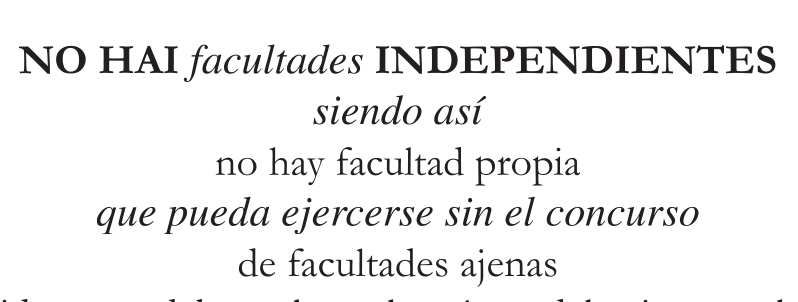 NO HAI facultades INDEPENDIENTES
siendo así
no hay facultad propia
que pueda ejercerse sin el concurso
de facultades ajenas